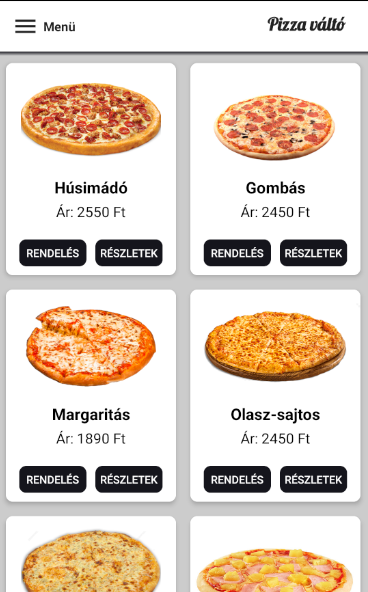 Menü
Pizza váltó
Húsimádó
Ár: 2550 Ft
RENDELÉS RÉSZLETEK
Gombás
Ár: 2450 Ft
RENDELÉS RÉSZLETEK
Margaritás
Ár: 1890 Ft
RENDELÉS RÉSZLETEK
Olasz-sajtos
Ár: 2450 Ft
RENDELÉS RÉSZLETEK